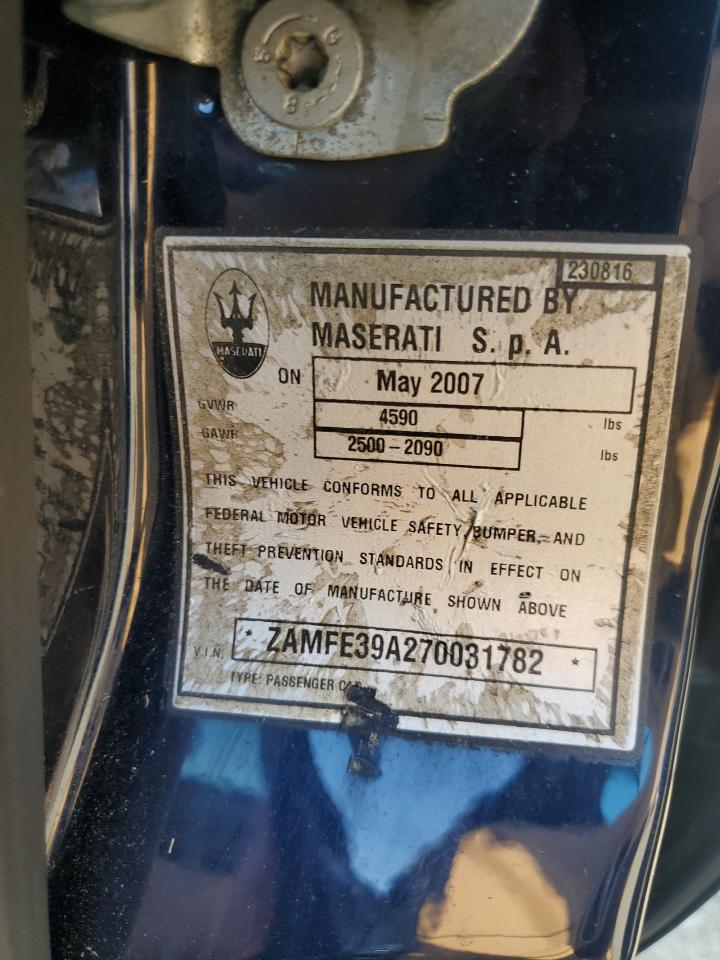 230816
MANUFACTURED BY
MASERATI S. p. A.
MASERATI
ON May 2007
GVWR 4590 lbs
GAWR 2500-2090 lbs
THIS VEHICLE CONFORMS TO ALL APPLICABLE
FEDERAL MOTOR VEHICLE SAFETY, BUMPER, AND
THEFT PREVENTION STANDARDS IN EFFECT ON
THE DATE OF MANUFACTURE SHOWN ABOVE
V.I.N. * ZAMFE39A270031782 *
TYPE: PASSENGER